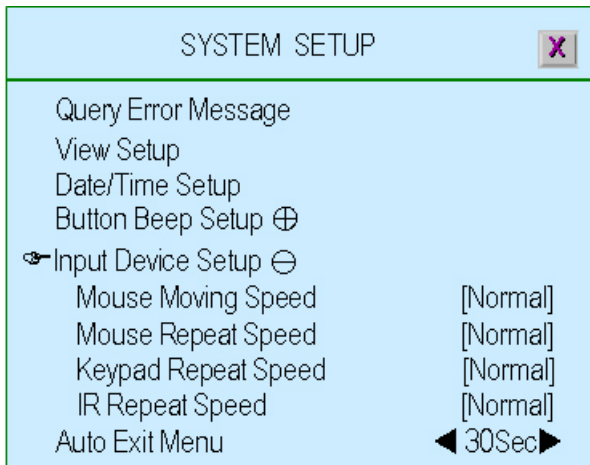 SYSTEM SETUP X
Query Error Message
View Setup
Date/Time Setup
Button Beep Setup ⊕
Input Device Setup ⊖
Mouse Moving Speed [Normal]
Mouse Repeat Speed [Normal]
Keypad Repeat Speed [Normal]
IR Repeat Speed [Normal]
Auto Exit Menu ◀ 30Sec▶